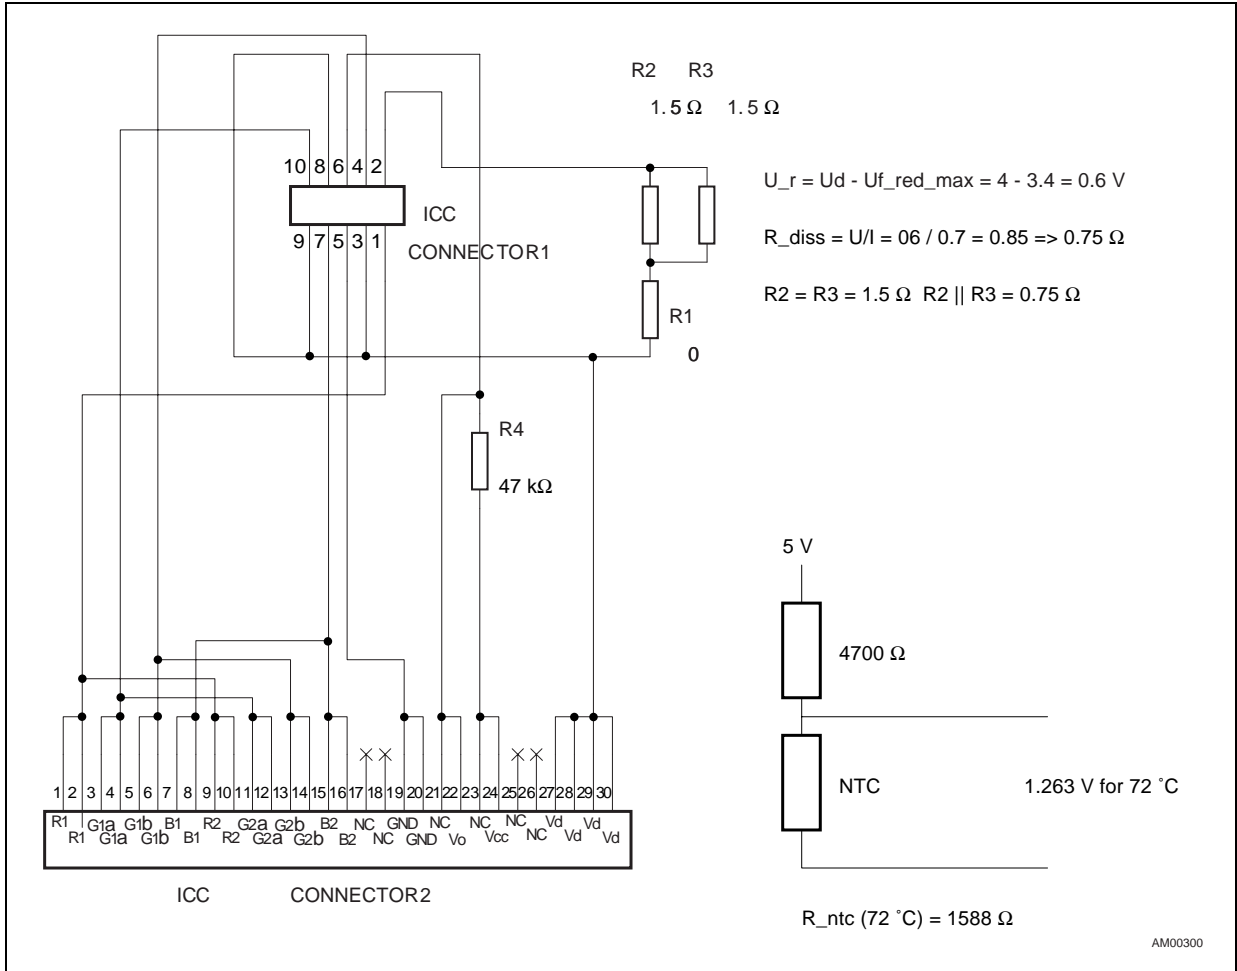 R2 R3
1.5 Ω 1.5 Ω
10 8 6 4 2
ICC
9 7 5 3 1
CONNECTOR1
U_r = Ud - Uf_red_max = 4 - 3.4 = 0.6 V
R_diss = U/I = 06 / 0.7 = 0.85 => 0.75 Ω
R2 = R3 = 1.5 Ω R2 || R3 = 0.75 Ω
R1
0
R4
47 kΩ
5 V
4700 Ω
NTC
1.263 V for 72 ˚C
R_ntc (72 ˚C) = 1588 Ω
1 2 3 4 5 6 7 8 9 10 11 12 13 14 15 16 17 18 19 20 21 22 23 24 25 26 27 28 29 30
R1 G1a G1b B1 R2 G2a G2b B2 NC GND NC NC NC Vd Vd
R1 G1a G1b B1 R2 G2a G2b B2 NC GND Vo Vcc NC Vd Vd
ICC CONNECTOR2
AM00300